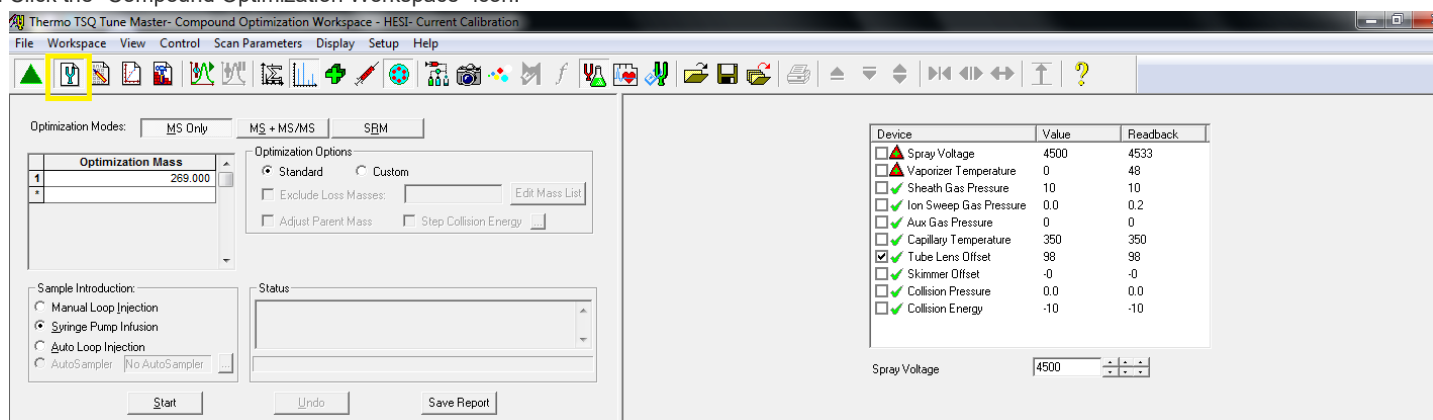 Click the "Compound Optimization Workspace" icon.
Thermo TSQ Tune Master- Compound Optimization Workspace - HESI- Current Calibration
File Workspace View Control Scan Parameters Display Setup Help
Optimization Modes: MS Only MS + MS/MS SRM
Optimization Mass
1 269.000
*
Optimization Options
Standard Custom
Exclude Loss Masses: Edit Mass List
Adjust Parent Mass Step Collision Energy ...
Sample Introduction:
Manual Loop Injection
Syringe Pump Infusion
Auto Loop Injection
AutoSampler No AutoSampler ...
Status
Start Undo Save Report
Device Value Readback
Spray Voltage 4500 4533
Vaporizer Temperature 0 48
Sheath Gas Pressure 10 10
Ion Sweep Gas Pressure 0.0 0.2
Aux Gas Pressure 0 0
Capillary Temperature 350 350
Tube Lens Offset 98 98
Skimmer Offset -0 -0
Collision Pressure 0.0 0.0
Collision Energy -10 -10
Spray Voltage 4500